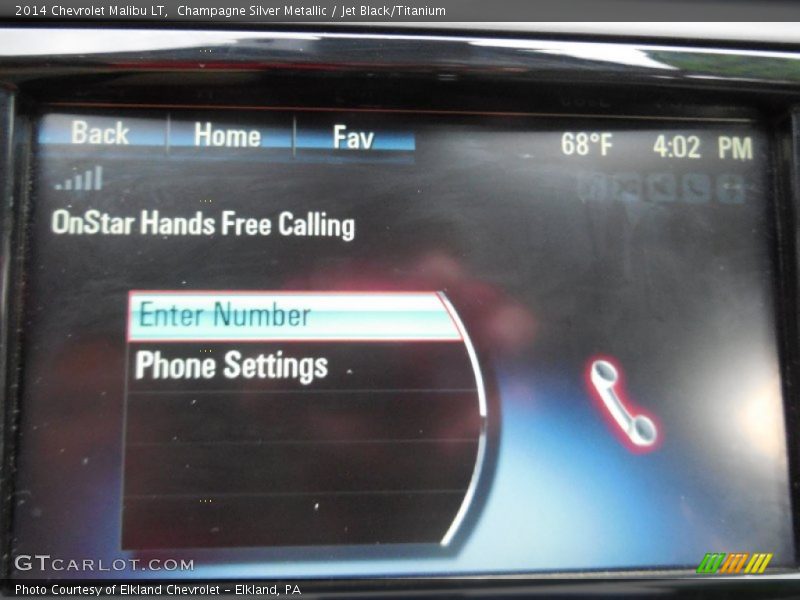 2014 Chevrolet Malibu LT,  Champagne Silver Metallic / Jet Black/Titanium
Back Home Fav 68°F 4:02 PM
OnStar Hands Free Calling
Enter Number
Phone Settings
GTCARLOT.COM
Photo Courtesy of Elkland Chevrolet - Elkland, PA